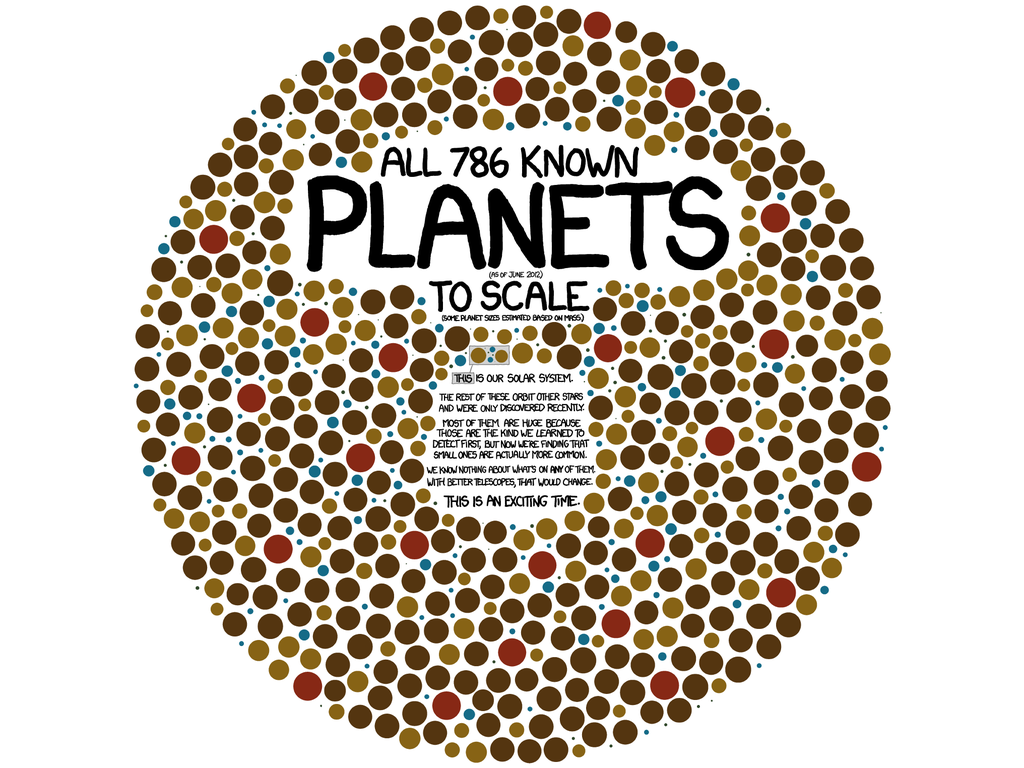 ALL 786 KNOWN
PLANETS
(AS OF JUNE 2012)
TO SCALE
(SOME PLANET SIZES ESTIMATED BASED ON MASS)
THIS IS OUR SOLAR SYSTEM.
THE REST OF THESE ORBIT OTHER STARS
AND WERE ONLY DISCOVERED RECENTLY.
MOST OF THEM ARE HUGE BECAUSE
THOSE ARE THE KIND WE LEARNED TO
DETECT FIRST, BUT NOW WE'RE FINDING THAT
SMALL ONES ARE ACTUALLY MORE COMMON.
WE KNOW NOTHING ABOUT WHAT'S ON ANY OF THEM.
WITH BETTER TELESCOPES, THAT WOULD CHANGE.
THIS IS AN EXCITING TIME.